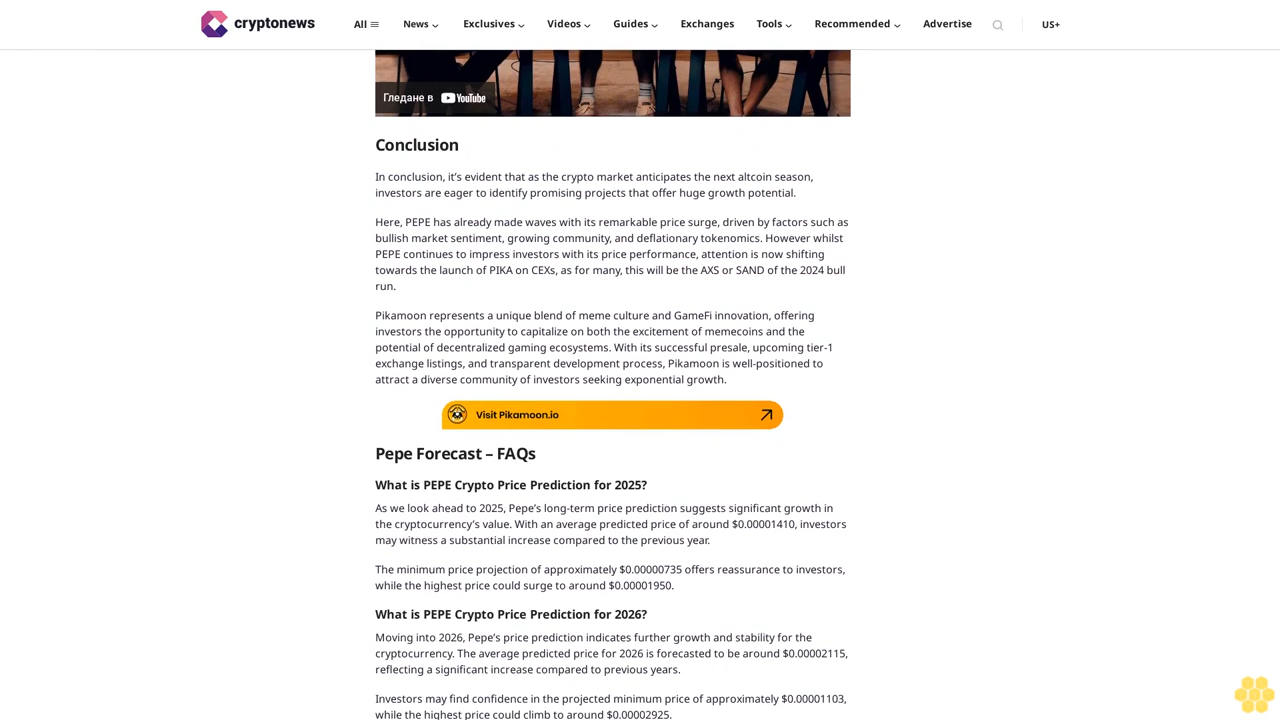 cryptonews
All
News
Exclusives
Videos
Guides
Exchanges
Tools
Recommended
Advertise
US+
Гледане в YouTube
Conclusion
In conclusion, it’s evident that as the crypto market anticipates the next altcoin season,
investors are eager to identify promising projects that offer huge growth potential.
Here, PEPE has already made waves with its remarkable price surge, driven by factors such as
bullish market sentiment, growing community, and deflationary tokenomics. However whilst
PEPE continues to impress investors with its price performance, attention is now shifting
towards the launch of PIKA on CEXs, as for many, this will be the AXS or SAND of the 2024 bull
run.
Pikamoon represents a unique blend of meme culture and GameFi innovation, offering
investors the opportunity to capitalize on both the excitement of memecoins and the
potential of decentralized gaming ecosystems. With its successful presale, upcoming tier-1
exchange listings, and transparent development process, Pikamoon is well-positioned to
attract a diverse community of investors seeking exponential growth.
Visit Pikamoon.io
Pepe Forecast – FAQs
What is PEPE Crypto Price Prediction for 2025?
As we look ahead to 2025, Pepe’s long-term price prediction suggests significant growth in
the cryptocurrency’s value. With an average predicted price of around $0.00001410, investors
may witness a substantial increase compared to the previous year.
The minimum price projection of approximately $0.00000735 offers reassurance to investors,
while the highest price could surge to around $0.00001950.
What is PEPE Crypto Price Prediction for 2026?
Moving into 2026, Pepe’s price prediction indicates further growth and stability for the
cryptocurrency. The average predicted price for 2026 is forecasted to be around $0.00002115,
reflecting a significant increase compared to previous years.
Investors may find confidence in the projected minimum price of approximately $0.00001103,
while the highest price could climb to around $0.00002925.